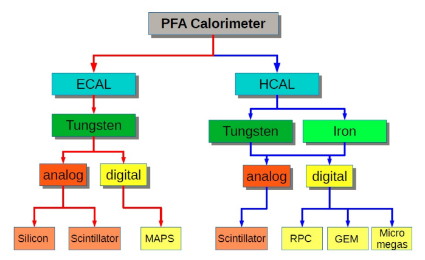 PFA Calorimeter
ECAL
HCAL
Tungsten
Tungsten
Iron
analog
digital
analog
digital
Silicon
Scintillator
MAPS
Scintillator
RPC
GEM
Micro
megas